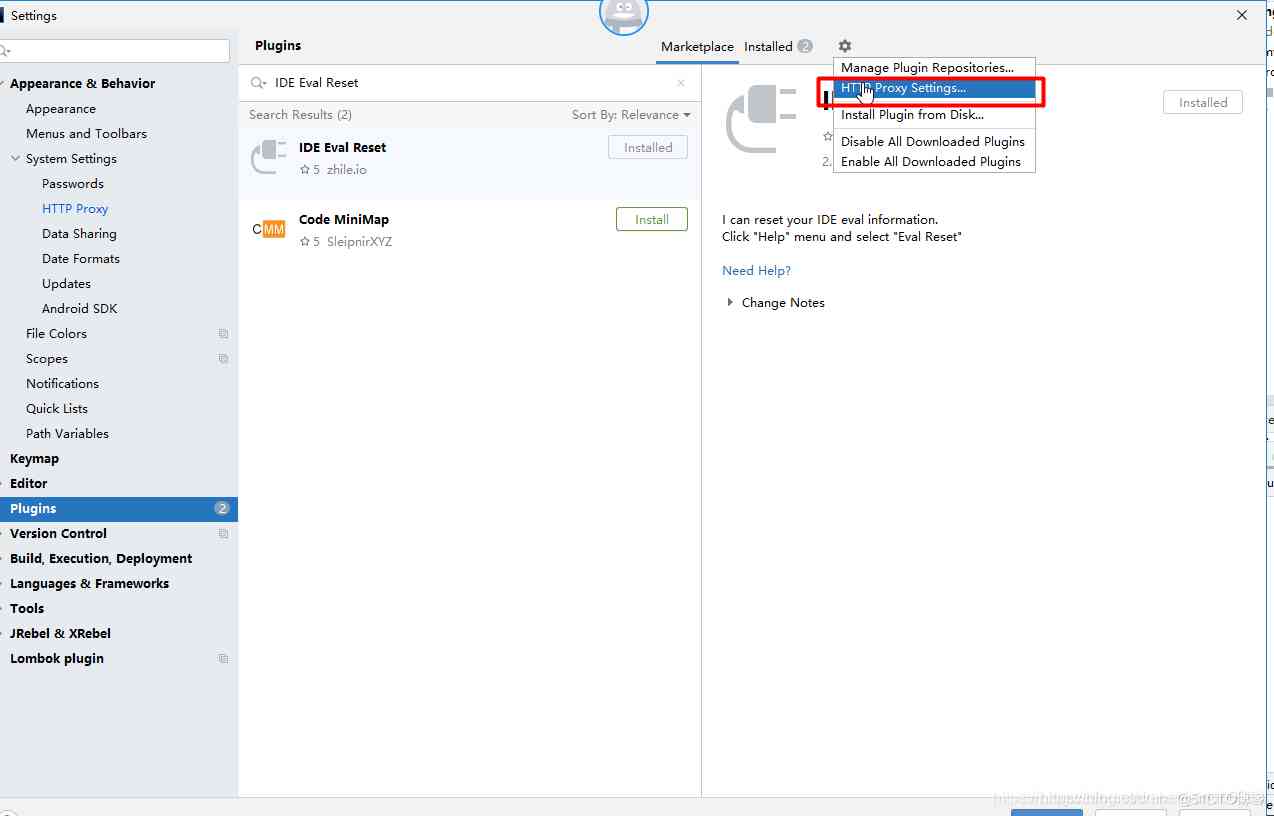 Settings
Plugins
Marketplace
Installed 2
Appearance & Behavior
Appearance
Menus and Toolbars
System Settings
Passwords
HTTP Proxy
Data Sharing
Date Formats
Updates
Android SDK
File Colors
Scopes
Notifications
Quick Lists
Path Variables
Keymap
Editor
Plugins 2
Version Control
Build, Execution, Deployment
Languages & Frameworks
Tools
JRebel & XRebel
Lombok plugin
IDE Eval Reset
Search Results (2)
Sort By: Relevance
IDE Eval Reset
Installed
5 zhile.io
Code MiniMap
Install
CMM
5 SleipnirXYZ
Manage Plugin Repositories...
HTTP Proxy Settings...
Install Plugin from Disk...
Disable All Downloaded Plugins
Enable All Downloaded Plugins
Installed
2.
I can reset your IDE eval information.
Click "Help" menu and select "Eval Reset"
Need Help?
Change Notes
@51CTO博客